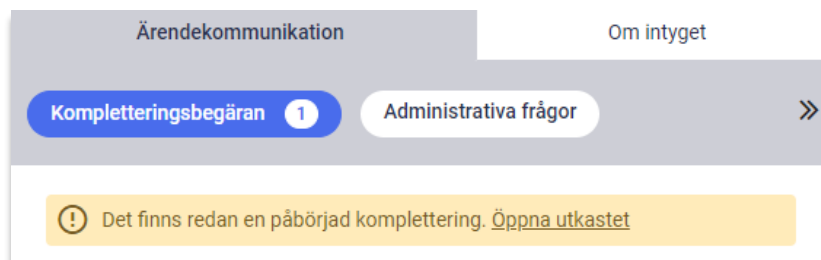 Ärendekommunikation Om intyget
Kompletteringsbegäran 1 Administrativa frågor
Det finns redan en påbörjad komplettering. Öppna utkastet